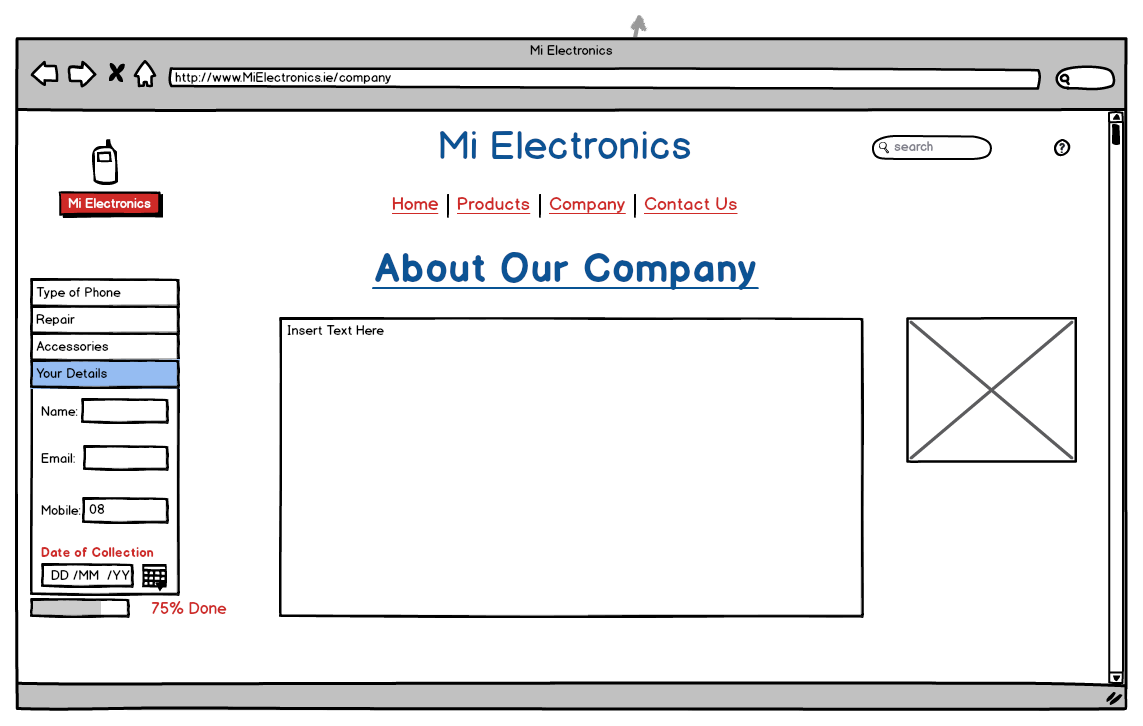 Mi Electronics
http://www.MiElectronics.ie/company
Mi Electronics
search
?
Mi Electronics
Home Products Company Contact Us
About Our Company
Type of Phone
Repair
Accessories
Your Details
Name:
Email:
Mobile: 08
Date of Collection
DD /MM /YY
75% Done
Insert Text Here